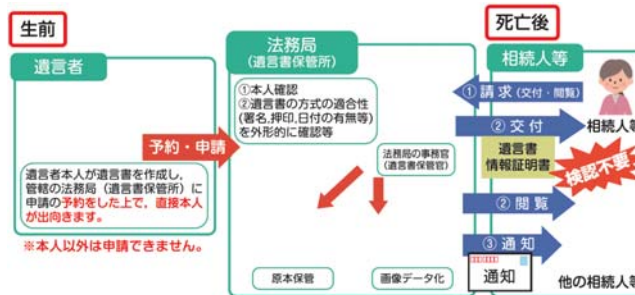 生前
遺言者
予約・申請
遺言者本人が遺言書を作成し、
管轄の法務局（遺言書保管所）に
申請の予約をした上で、直接本人
が出向きます。
※本人以外は申請できません。
法務局
（遺言書保管所）
①本人確認
②遺言書の方式の適合性
(署名,押印,日付の有無等)
を外形的に確認等
法務局の事務官
（遺言書保管官）
原本保管
画像データ化
死亡後
相続人等
①請求（交付・閲覧）
②交付
相続人等
遺言書
情報証明書
検認不要
②閲覧
③通知
通知
他の相続人等